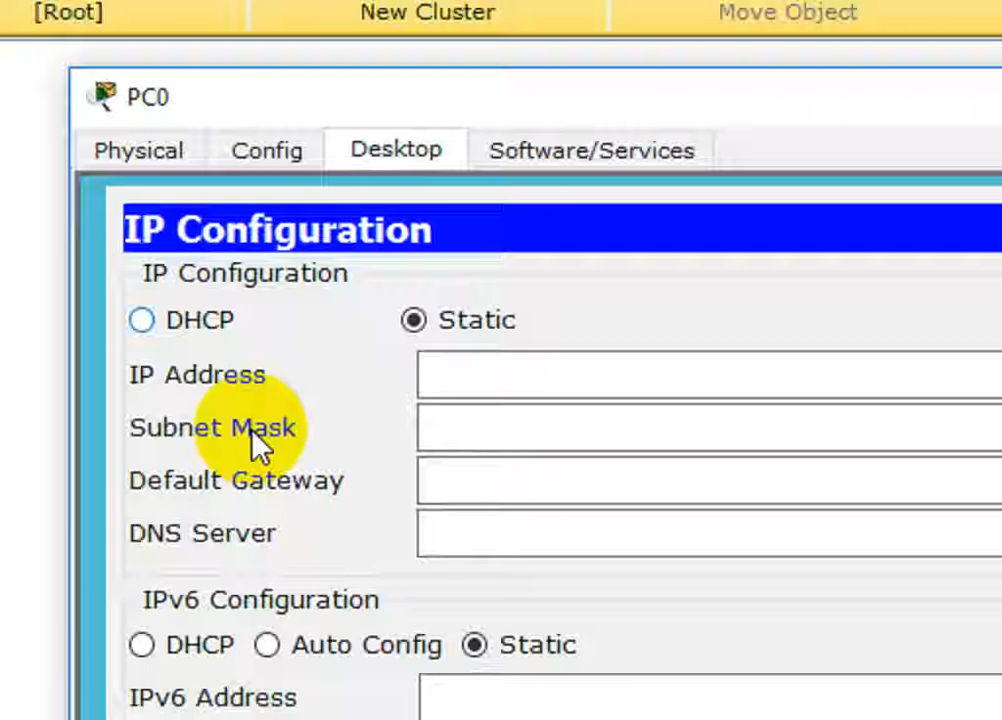 [Root] New Cluster Move Object
PC0
Physical Config Desktop Software/Services
IP Configuration
IP Configuration
DHCP Static
IP Address
Subnet Mask
Default Gateway
DNS Server
IPv6 Configuration
DHCP Auto Config Static
IPv6 Address